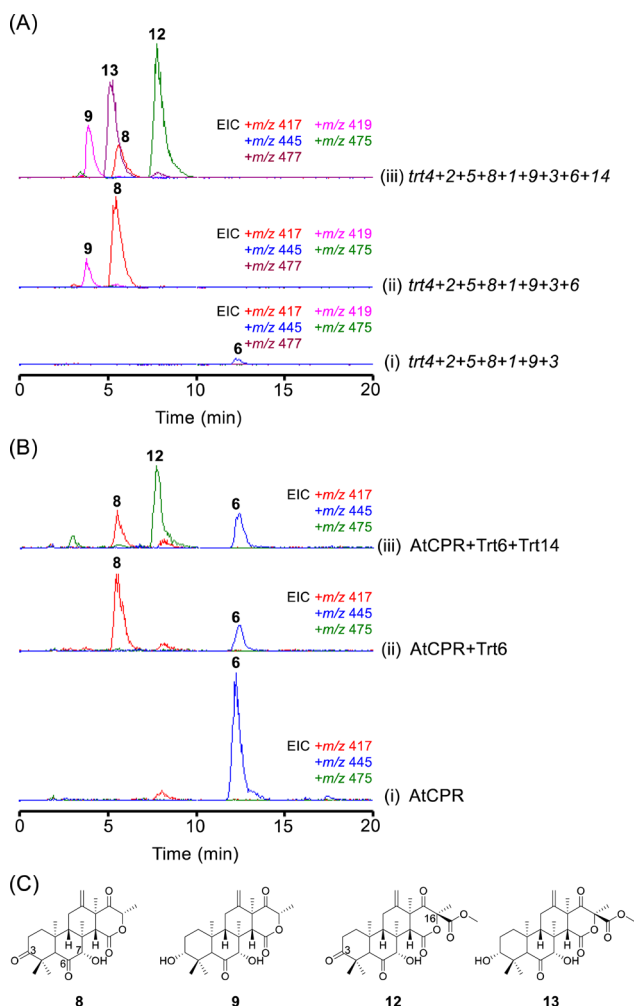 (A)
12
13
9
8
EIC +m/z 417 +m/z 419
+m/z 445 +m/z 475
+m/z 477
(iii) trt4+2+5+8+1+9+3+6+14
8
9
EIC +m/z 417 +m/z 419
+m/z 445 +m/z 475
+m/z 477
(ii) trt4+2+5+8+1+9+3+6
EIC +m/z 417 +m/z 419
+m/z 445 +m/z 475
+m/z 477
6
(i) trt4+2+5+8+1+9+3
0 5 10 15 20
Time (min)
(B)
12
8
6
EIC +m/z 417
+m/z 445
+m/z 475
(iii) AtCPR+Trt6+Trt14
8
6
EIC +m/z 417
+m/z 445
+m/z 475
(ii) AtCPR+Trt6
6
EIC +m/z 417
+m/z 445
+m/z 475
(i) AtCPR
0 5 10 15 20
Time (min)
(C)
O O O H H 7 OH O 3 6 O
8
O O O H H OH HO O
9
O 16 O O O O H H 7 OH O 3 6 O
12
O O O O O H H OH HO O
13